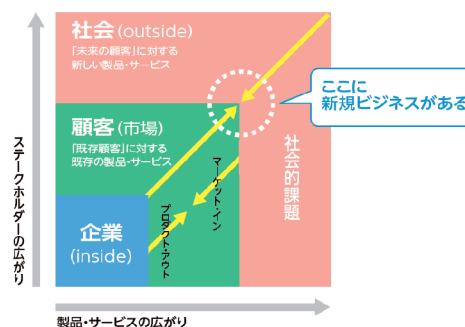 社会(outside)
「未来の顧客」に対する
新しい製品・サービス
ここに
新規ビジネスがある
顧客(市場)
「既存顧客」に対する
既存の製品・サービス
社会的課題
マーケット・イン
プロダクト・アウト
企業
(inside)
ステークホルダーの広がり
製品・サービスの広がり